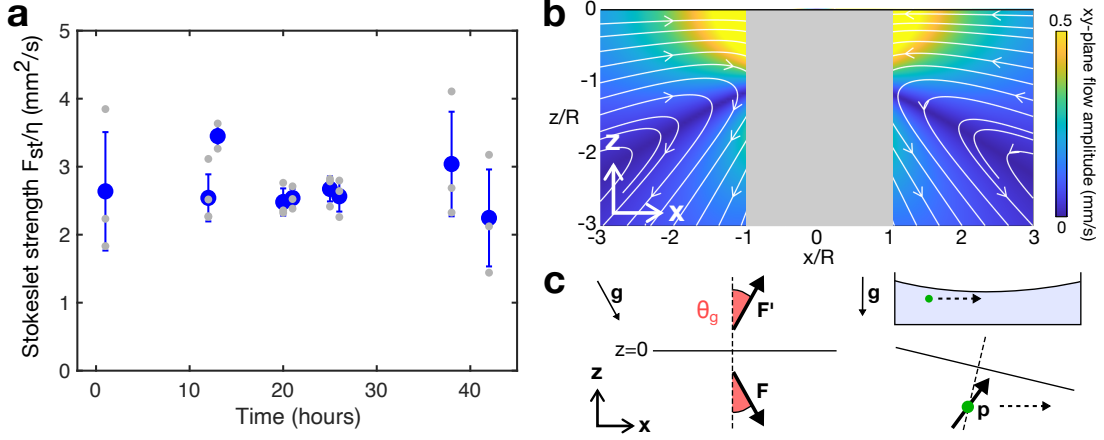 a
Stokeslet strength F_st/η (mm²/s)
5
4
3
2
1
0
0
10
20
30
40
Time (hours)
b
0
-1
-2
-3
z/R
z
x
-3
-2
-1
0
1
2
3
x/R
0.5
0
xy-plane flow amplitude (mm/s)
c
g
θ_g
F'
z=0
F
z
x
g
p